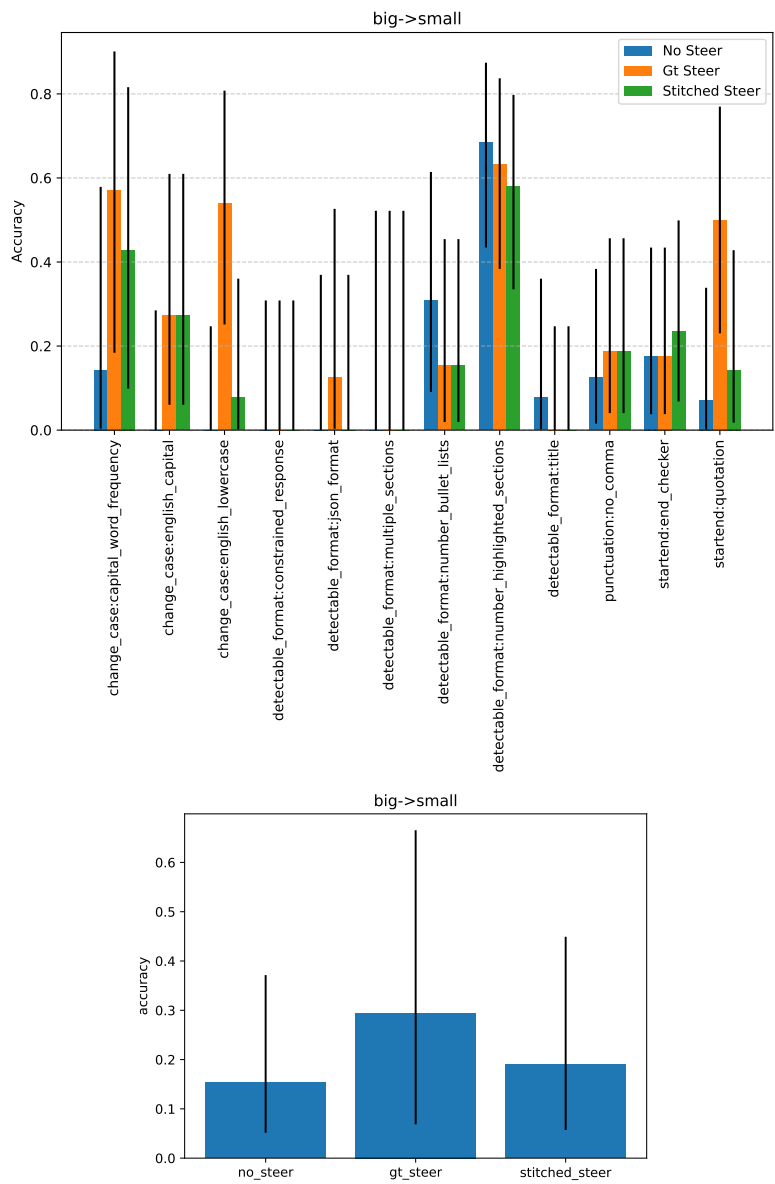 big->small
No Steer
Gt Steer
Stitched Steer
Accuracy
0.8
0.6
0.4
0.2
0.0
change_case:capital_word_frequency
change_case:english_capital
change_case:english_lowercase
detectable_format:constrained_response
detectable_format:json_format
detectable_format:multiple_sections
detectable_format:number_bullet_lists
detectable_format:number_highlighted_sections
detectable_format:title
punctuation:no_comma
startend:end_checker
startend:quotation
big->small
accuracy
0.6
0.5
0.4
0.3
0.2
0.1
0.0
no_steer
gt_steer
stitched_steer